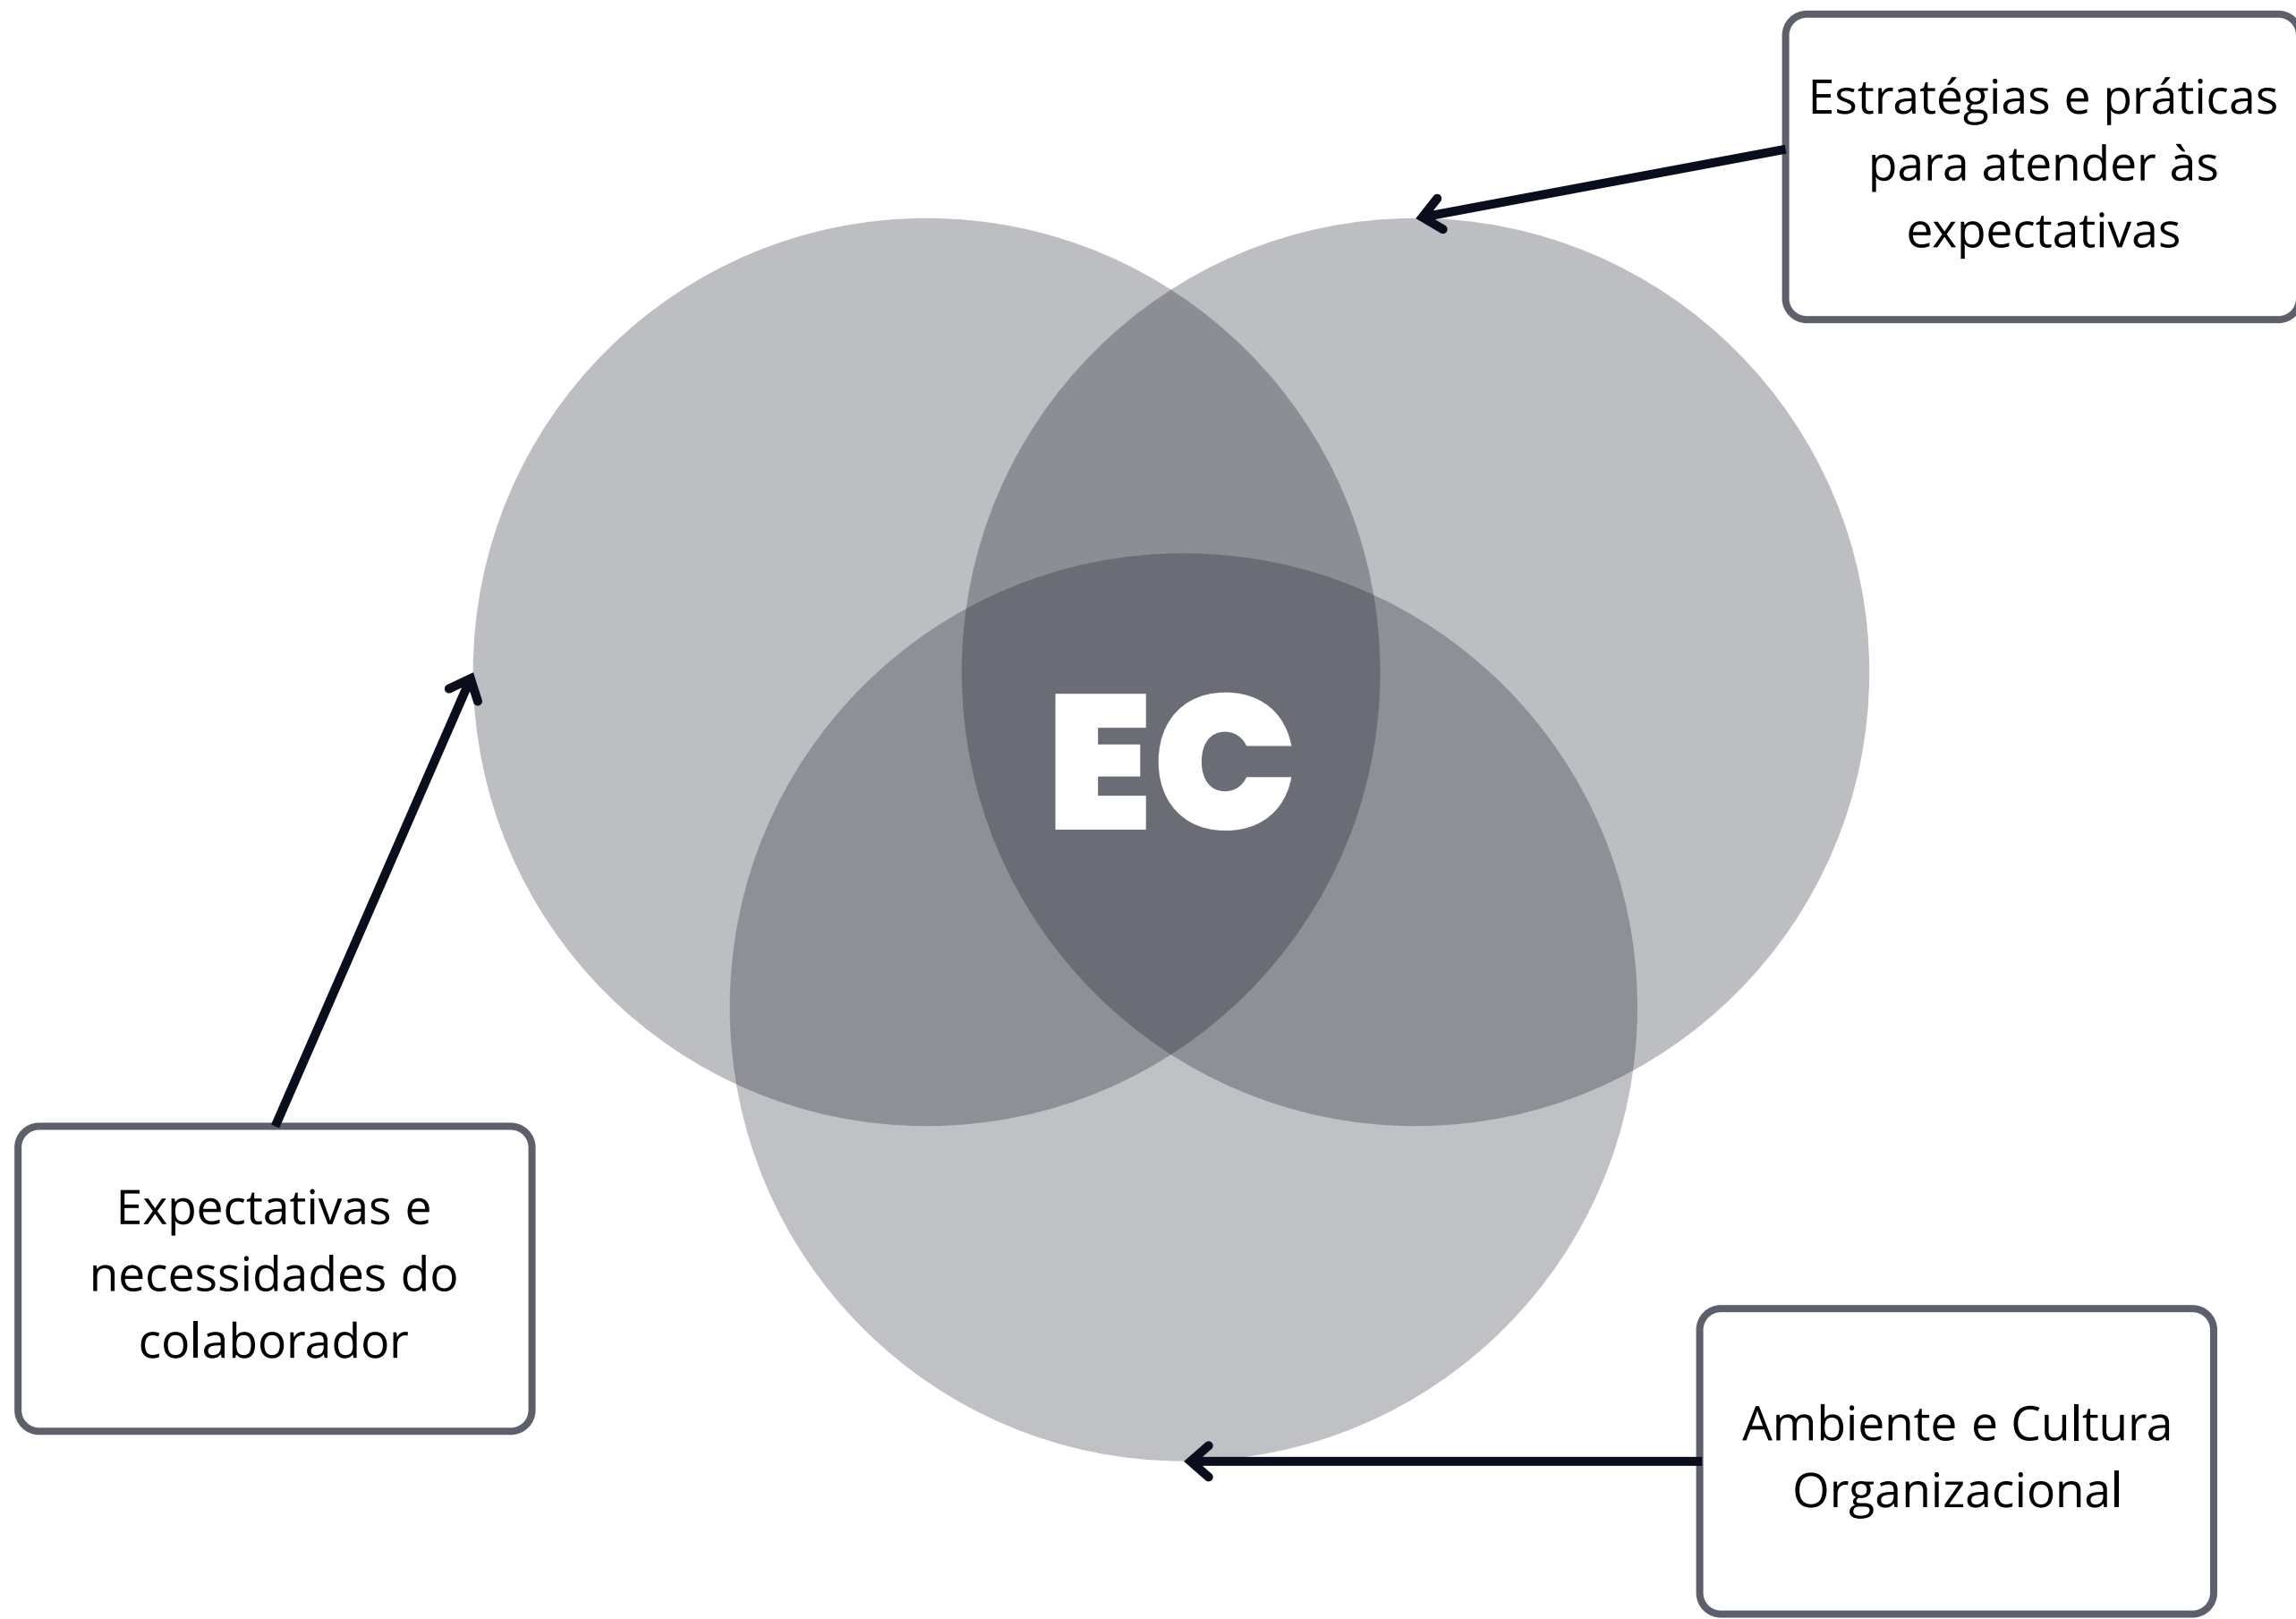 Estratégias e práticas
para atender às
expectativas
EC
Expectativas e
necessidades do
colaborador
Ambiente e Cultura
Organizacional